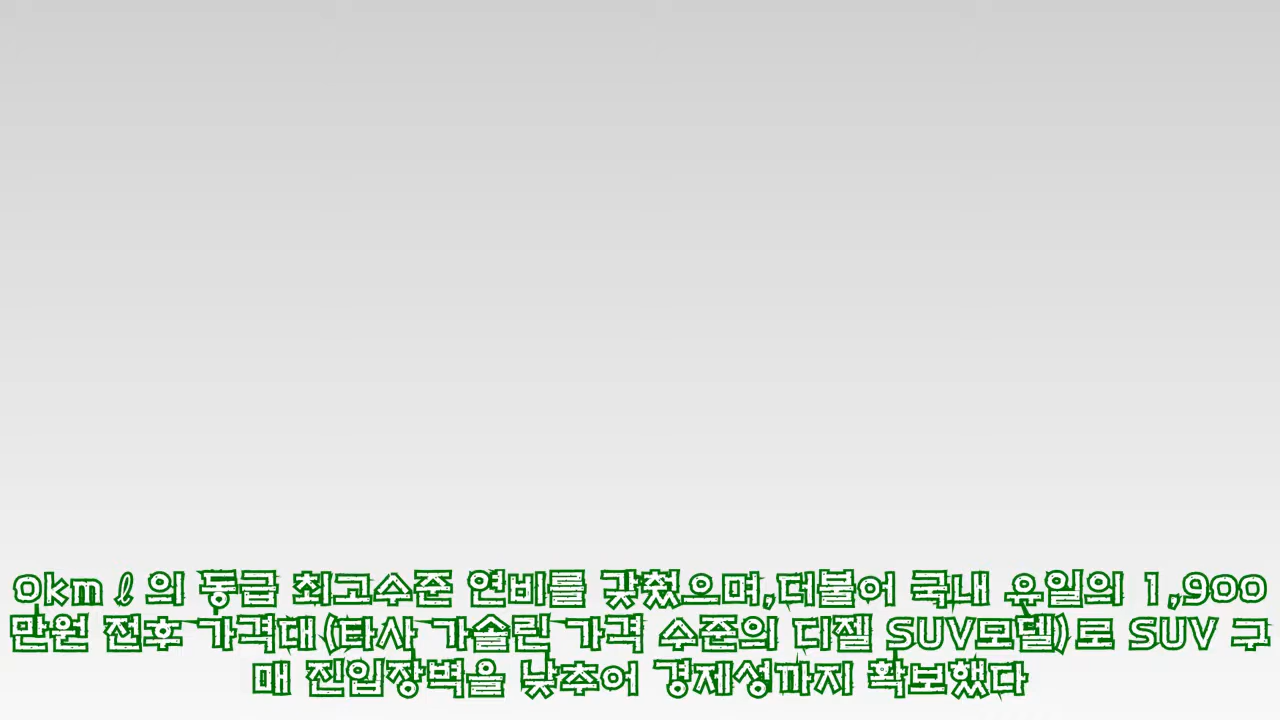 0km ℓ 의 동급 최고수준 연비를 갖췄으며,더불어 국내 유일의 1,900
만원 전후 가격대(타사 가솔린 가격 수준의 디젤 SUV모델)로 SUV 구
매 진입장벽을 낮추어 경제성까지 확보했다